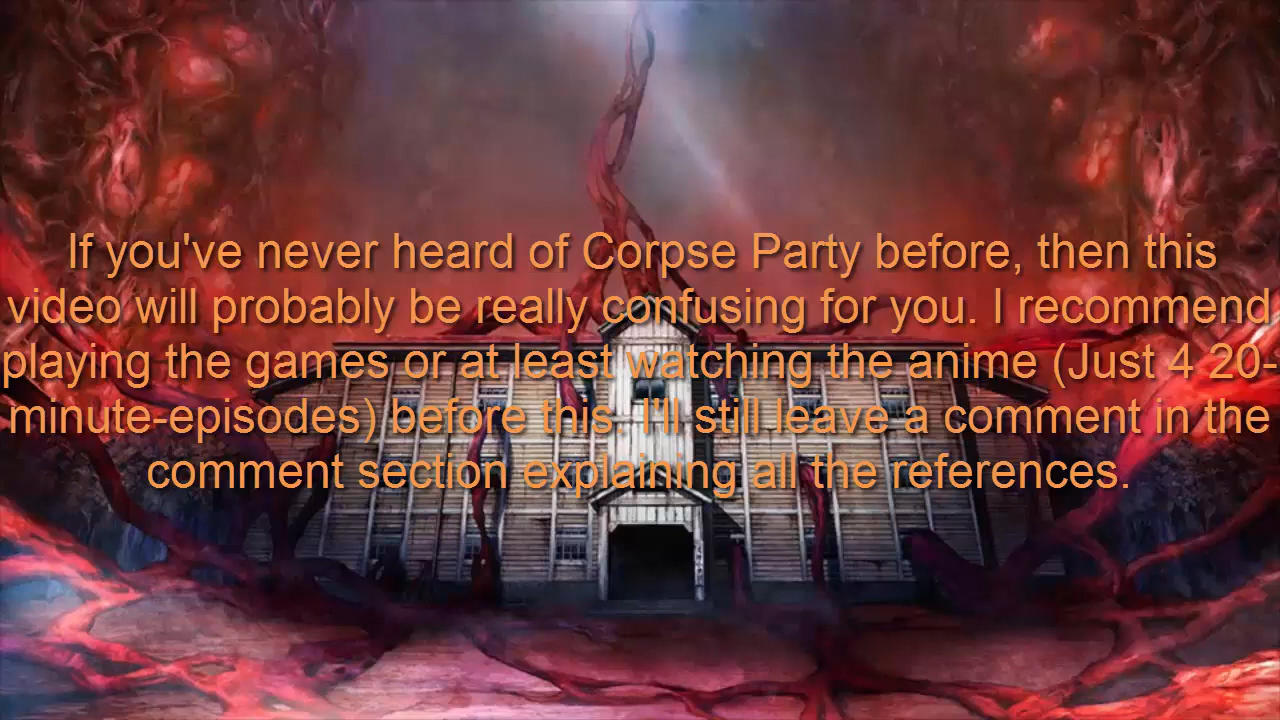 If you've never heard of Corpse Party before, then this
video will probably be really confusing for you. I recommend
playing the games or at least watching the anime (Just 4 20-
minute-episodes) before this. I'll still leave a comment in the
comment section explaining all the references.